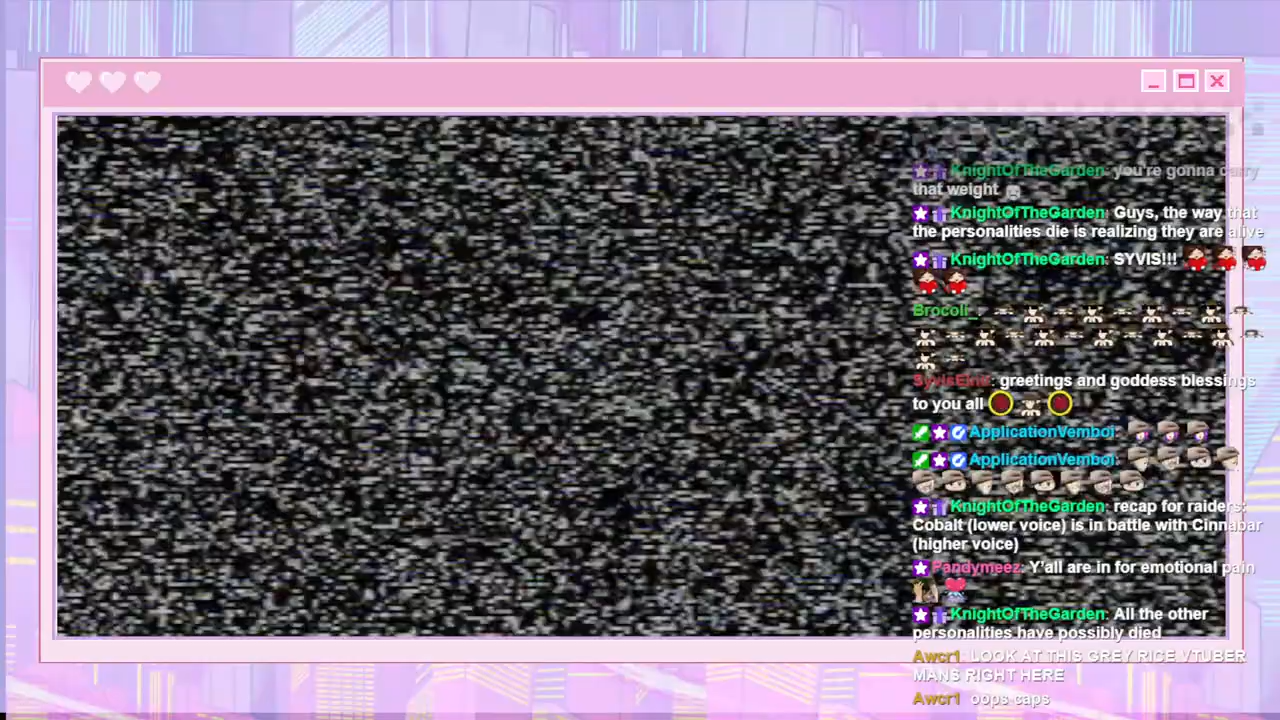 KnightOfTheGarden: you're gonna carry
that weight
KnightOfTheGarden: Guys, the way that
the personalities die is realizing they are alive
KnightOfTheGarden: SYVIS!!!
Brocoli_:
greetings and goddess blessings
to you all
ApplicationVemboi:
ApplicationVemboi:
KnightOfTheGarden: recap for raiders:
Cobalt (lower voice) is in battle with Cinnabar
(higher voice)
Pandymeez: Y'all are in for emotional pain
KnightOfTheGarden: All the other
personalities have possibly died
Awcr1: LOOK AT THIS GREY RICE VTUBER
MANS RIGHT HERE
Awcr1: oops caps